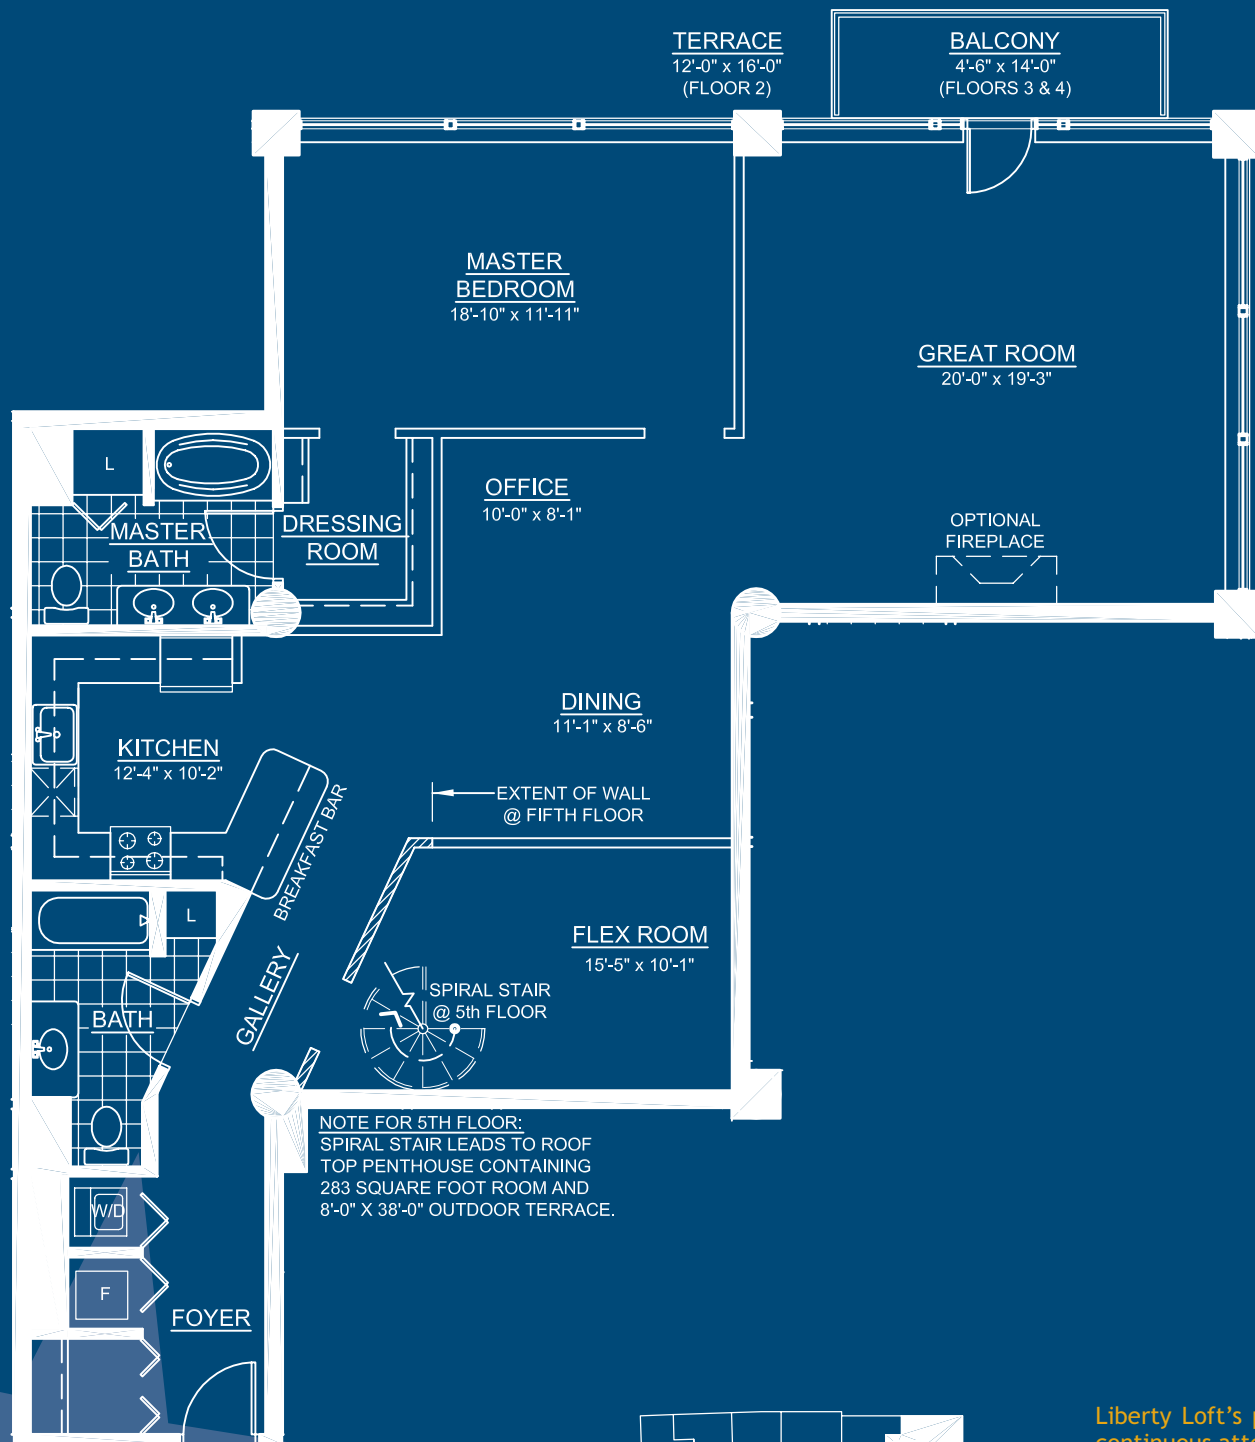 TERRACE
12'-0" x 16'-0"
(FLOOR 2)
BALCONY
4'-6" x 14'-0"
(FLOORS 3 & 4)
MASTER
BEDROOM
18'-10" x 11'-11"
GREAT ROOM
20'-0" x 19'-3"
L
OFFICE
10'-0" x 8'-1"
MASTER
BATH
DRESSING
ROOM
OPTIONAL
FIREPLACE
DINING
11'-1" x 8'-6"
KITCHEN
12'-4" x 10'-2"
BREAKFAST BAR
EXTENT OF WALL
@ FIFTH FLOOR
L
FLEX ROOM
15'-5" x 10'-1"
GALLERY
SPIRAL STAIR
@ 5th FLOOR
BATH
NOTE FOR 5TH FLOOR:
SPIRAL STAIR LEADS TO ROOF
TOP PENTHOUSE CONTAINING
283 SQUARE FOOT ROOM AND
8'-0" X 38'-0" OUTDOOR TERRACE.
W/D
F
FOYER
Liberty Loft's